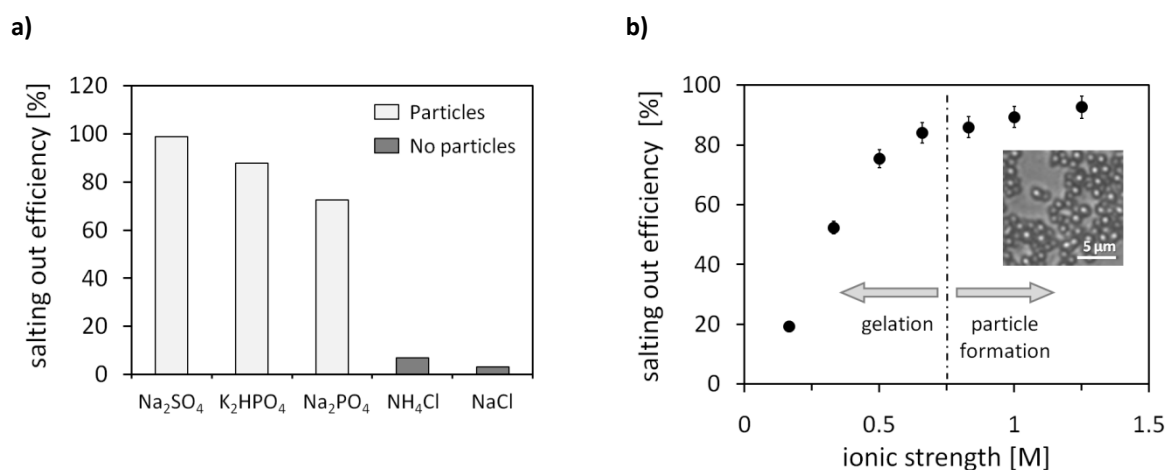 a)
salting out efficiency [%]
120
100
80
60
40
20
0
Particles
No particles
Na₂SO₄ K₂HPO₄ Na₂PO₄ NH₄Cl NaCl
b)
salting out efficiency [%]
100
80
60
40
20
0
5 µm
gelation
particle
formation
0 0.5 1 1.5
ionic strength [M]